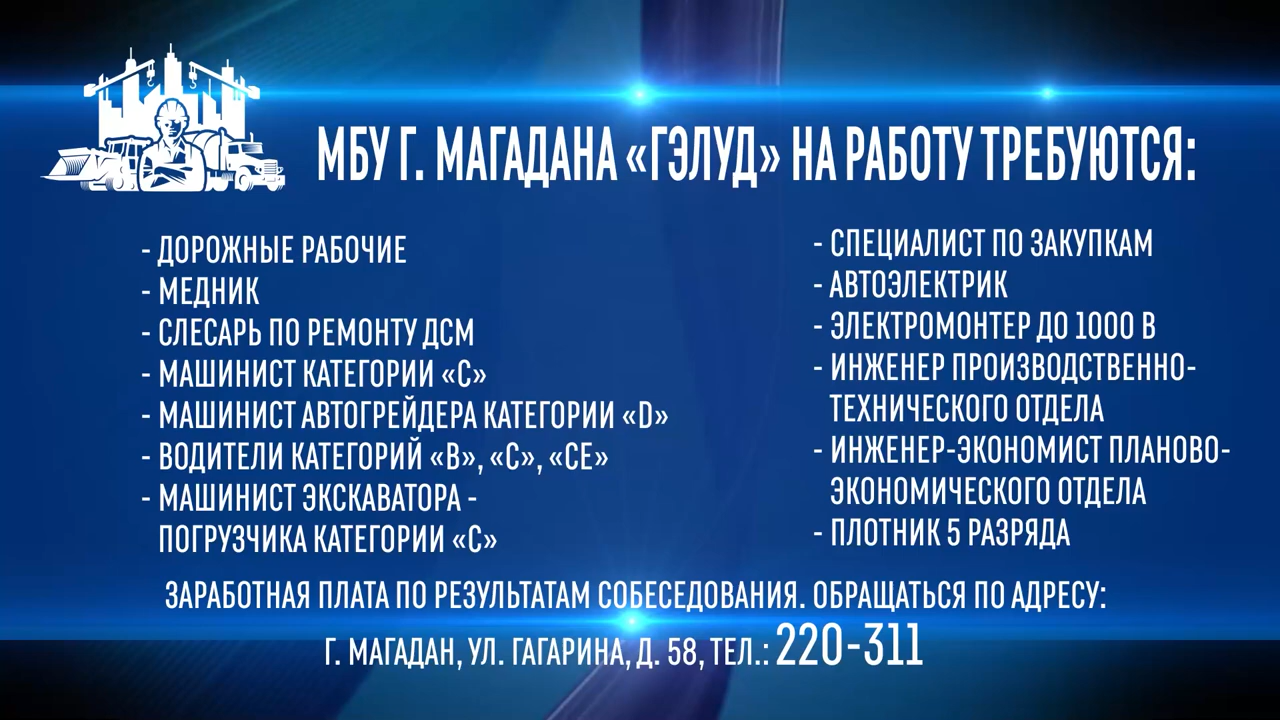 МБУ Г. МАГАДАНА «ГЭЛУД» НА РАБОТУ ТРЕБУЮТСЯ:
- ДОРОЖНЫЕ РАБОЧИЕ
- МЕДНИК
- СЛЕСАРЬ ПО РЕМОНТУ ДСМ
- МАШИНИСТ КАТЕГОРИИ «С»
- МАШИНИСТ АВТОГРЕЙДЕРА КАТЕГОРИИ «D»
- ВОДИТЕЛИ КАТЕГОРИЙ «В», «С», «СЕ»
- МАШИНИСТ ЭКСКАВАТОРА -
ПОГРУЗЧИКА КАТЕГОРИИ «С»
- СПЕЦИАЛИСТ ПО ЗАКУПКАМ
- АВТОЭЛЕКТРИК
- ЭЛЕКТРОМОНТЕР ДО 1000 В
- ИНЖЕНЕР ПРОИЗВОДСТВЕННО-
ТЕХНИЧЕСКОГО ОТДЕЛА
- ИНЖЕНЕР-ЭКОНОМИСТ ПЛАНОВО-
ЭКОНОМИЧЕСКОГО ОТДЕЛА
- ПЛОТНИК 5 РАЗРЯДА
ЗАРАБОТНАЯ ПЛАТА ПО РЕЗУЛЬТАТАМ СОБЕСЕДОВАНИЯ. ОБРАЩАТЬСЯ ПО АДРЕСУ:
Г. МАГАДАН, УЛ. ГАГАРИНА, Д. 58, ТЕЛ.: 220-311